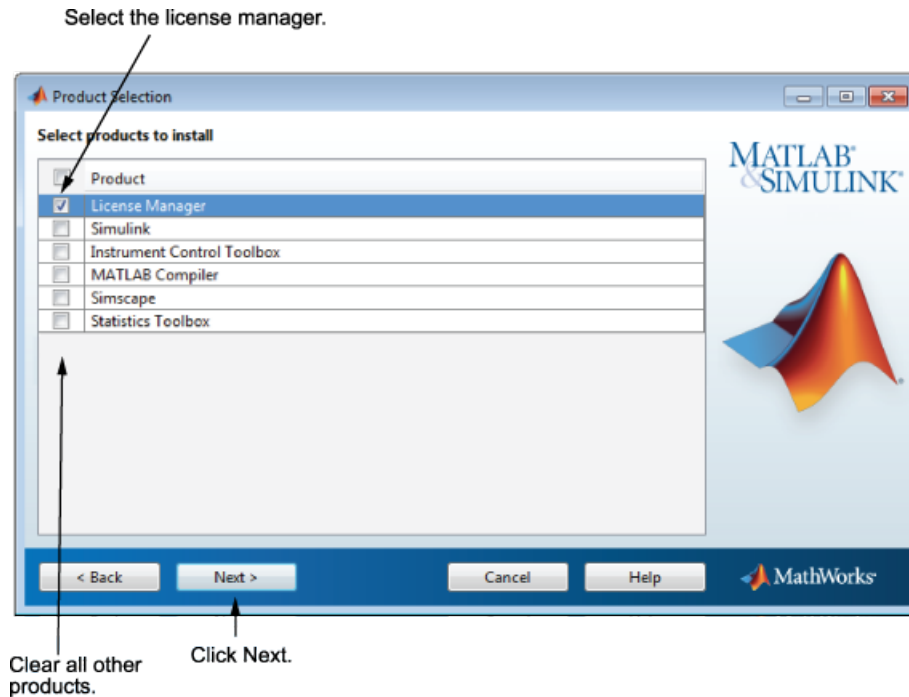 Select the license manager.
Product Selection
Select products to install
Product
License Manager
Simulink
Instrument Control Toolbox
MATLAB Compiler
Simscape
Statistics Toolbox
MATLAB®
&SIMULINK®
< Back
Next >
Cancel
Help
MathWorks®
Click Next.
Clear all other
products.